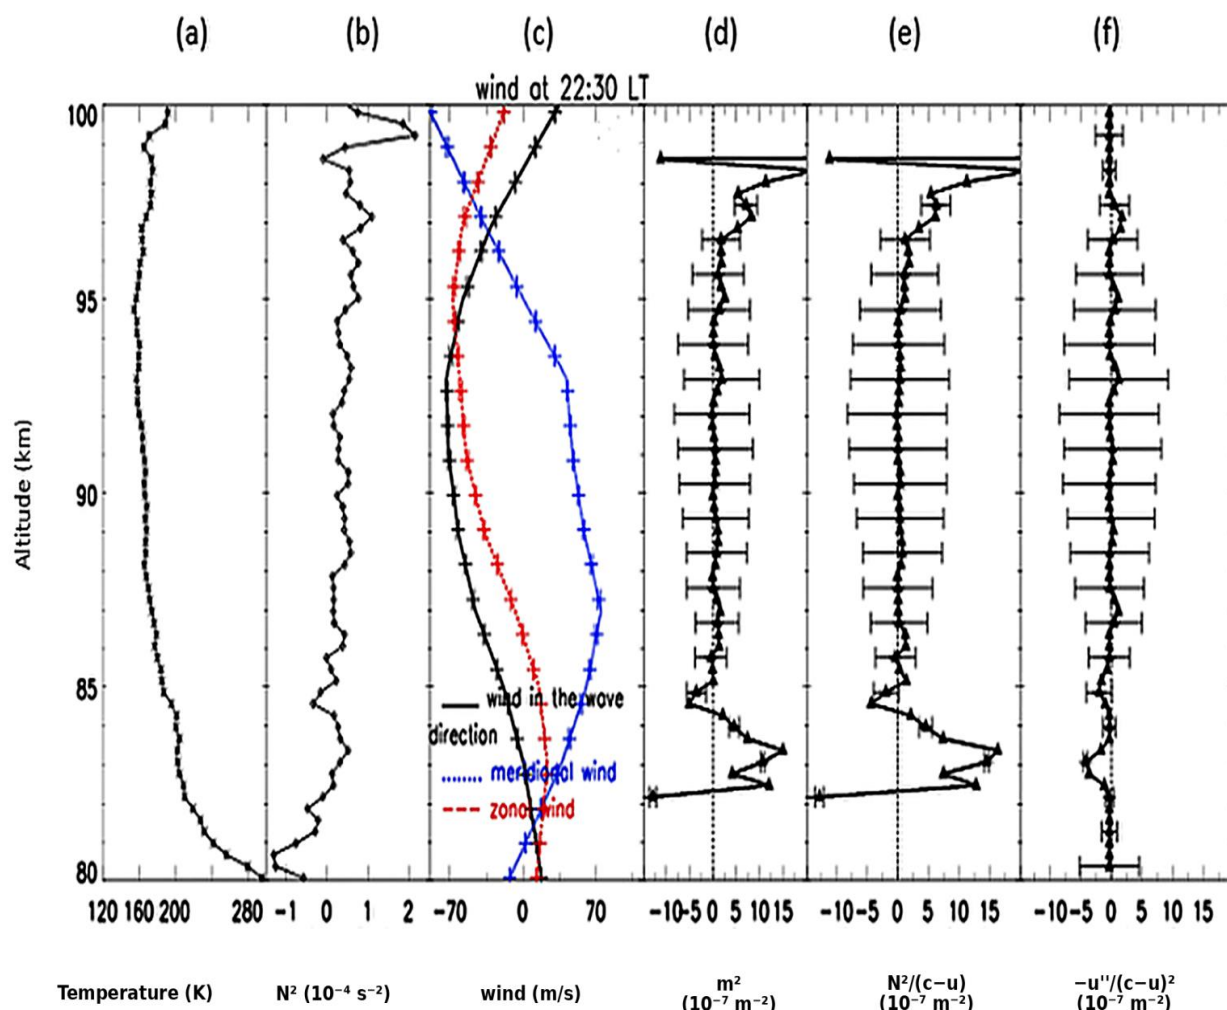 (a) (b) (c) (d) (e) (f)
wind at 22:30 LT
100
95
90
85
80
Altitude (km)
wind in the wave
direction
meridional wind
zonal wind
120 160 200 280 -1 0 1 2 -70 0 70 -10-5 0 5 10 15 -10-5 0 5 10 15 -10-5 0 5 10 15
Temperature (K) N² (10⁻⁴ s⁻²) wind (m/s) m² N²/(c−u) −u''/(c−u)²
(10⁻⁷ m⁻²) (10⁻⁷ m⁻²) (10⁻⁷ m⁻²)